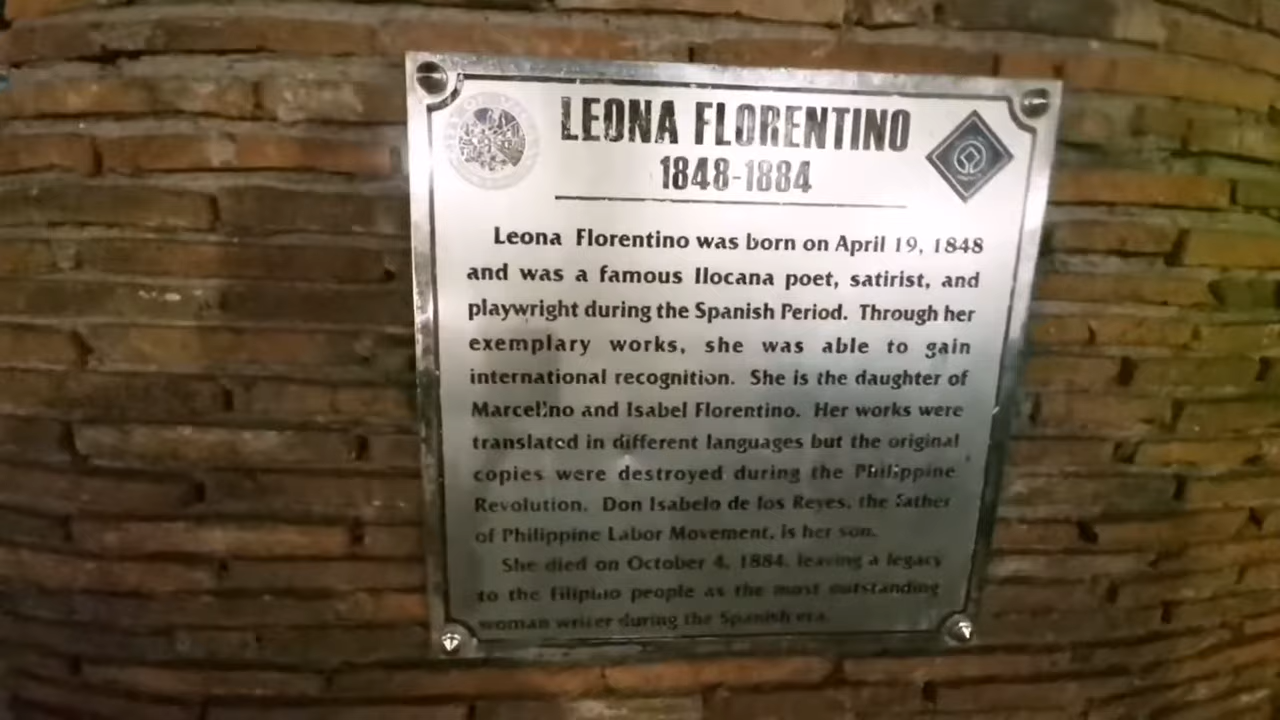 LEONA FLORENTINO
1848-1884
Leona Florentino was born on April 19, 1848
and was a famous Ilocana poet, satirist, and
playwright during the Spanish Period. Through her
exemplary works, she was able to gain
international recognition. She is the daughter of
Marcelino and Isabel Florentino. Her works were
translated in different languages but the original
copies were destroyed during the Philippine
Revolution. Don Isabelo de los Reyes, the father
of Philippine Labor Movement, is her son.
She died on October 4, 1884, leaving a legacy
to the Filipino people as the most outstanding
woman writer during the Spanish era.